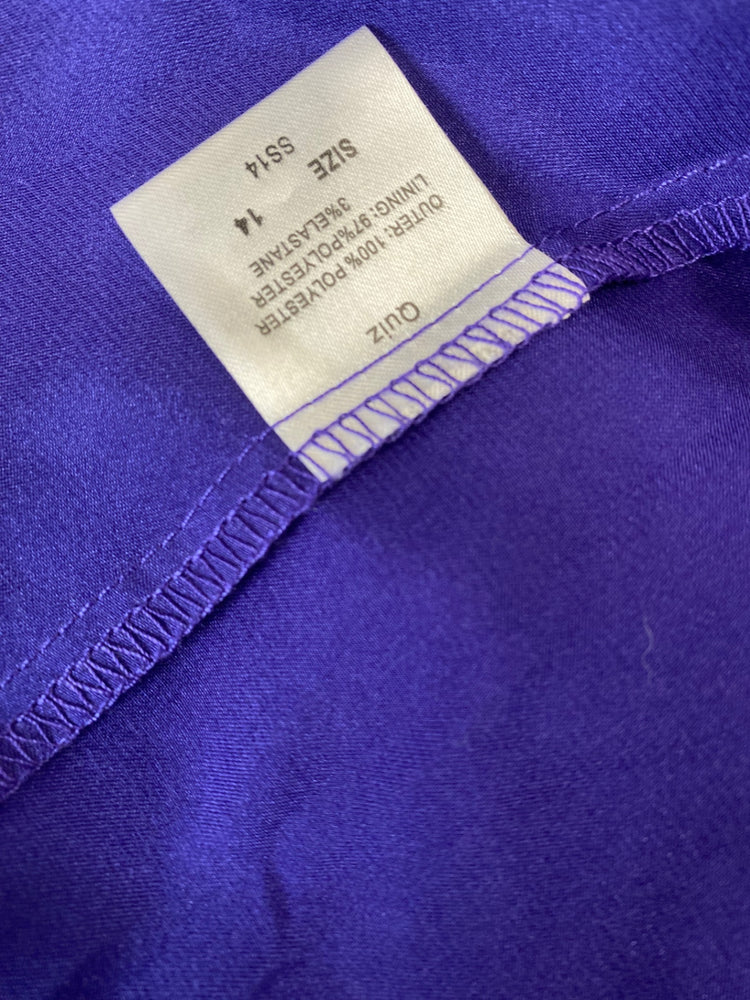 QUIZ
OUTER: 100% POLYESTER
LINING: 97%POLYESTER
3%ELASTANE
SIZE 14
SS14